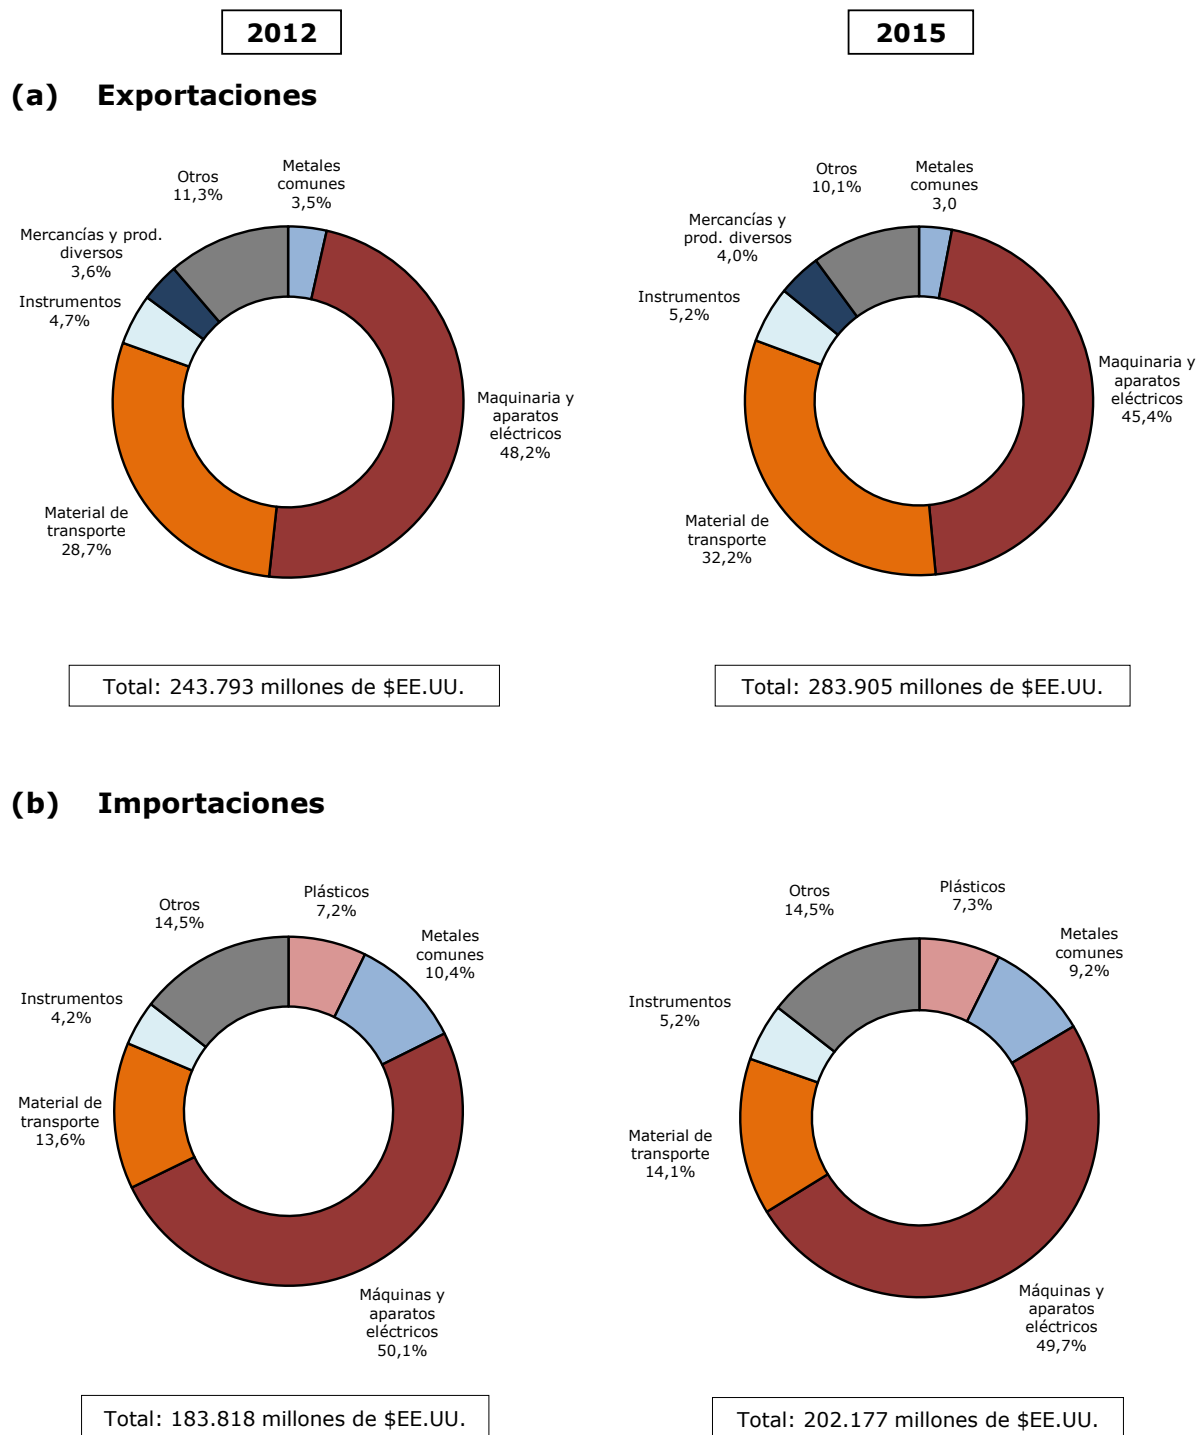 2012
2015
(a) Exportaciones
Otros
11,3%
Metales
comunes
3,5%
Mercancías y prod.
diversos
3,6%
Instrumentos
4,7%
Maquinaria y
aparatos
eléctricos
48,2%
Material de
transporte
28,7%
Total: 243.793 millones de $EE.UU.
Otros
10,1%
Metales
comunes
3,0
Mercancías y
prod. diversos
4,0%
Instrumentos
5,2%
Maquinaria y
aparatos
eléctricos
45,4%
Material de
transporte
32,2%
Total: 283.905 millones de $EE.UU.
(b) Importaciones
Plásticos
7,2%
Otros
14,5%
Metales
comunes
10,4%
Instrumentos
4,2%
Material de
transporte
13,6%
Máquinas y
aparatos
eléctricos
50,1%
Total: 183.818 millones de $EE.UU.
Plásticos
7,3%
Otros
14,5%
Metales
comunes
9,2%
Instrumentos
5,2%
Material de
transporte
14,1%
Máquinas y
aparatos
eléctricos
49,7%
Total: 202.177 millones de $EE.UU.